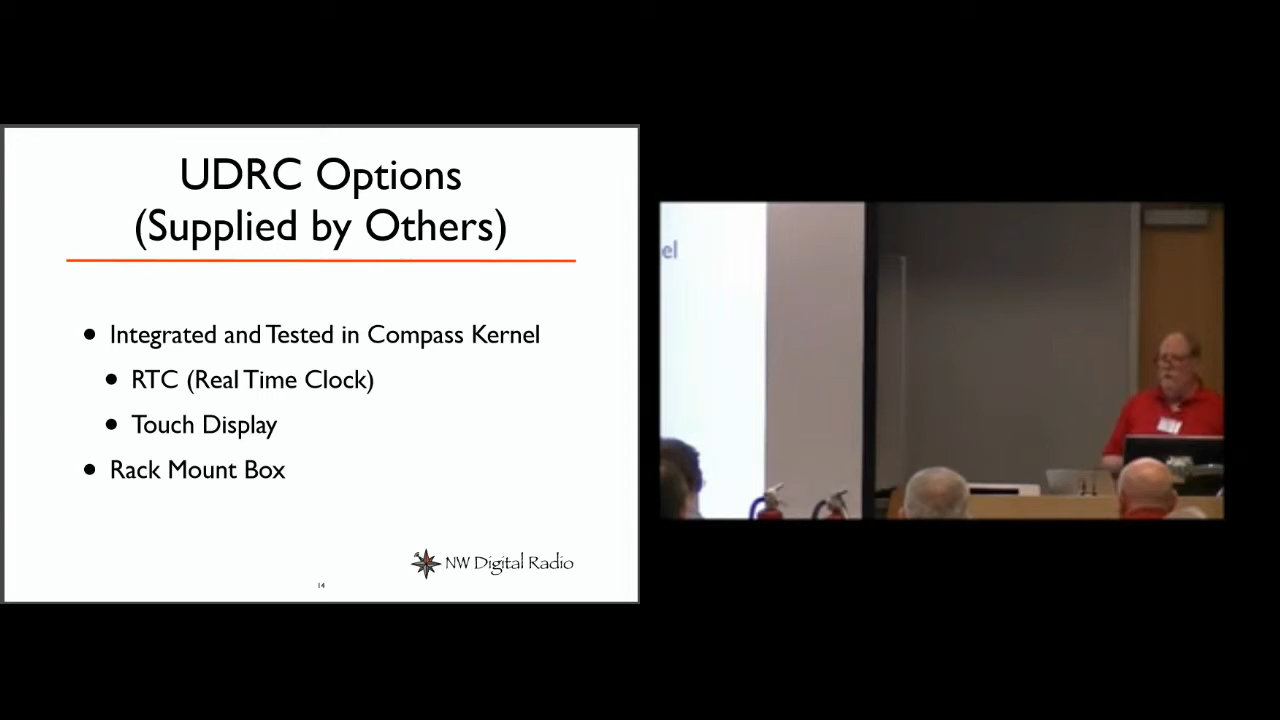 UDRC Options
(Supplied by Others)
• Integrated and Tested in Compass Kernel
• RTC (Real Time Clock)
• Touch Display
• Rack Mount Box
NW Digital Radio
14
el